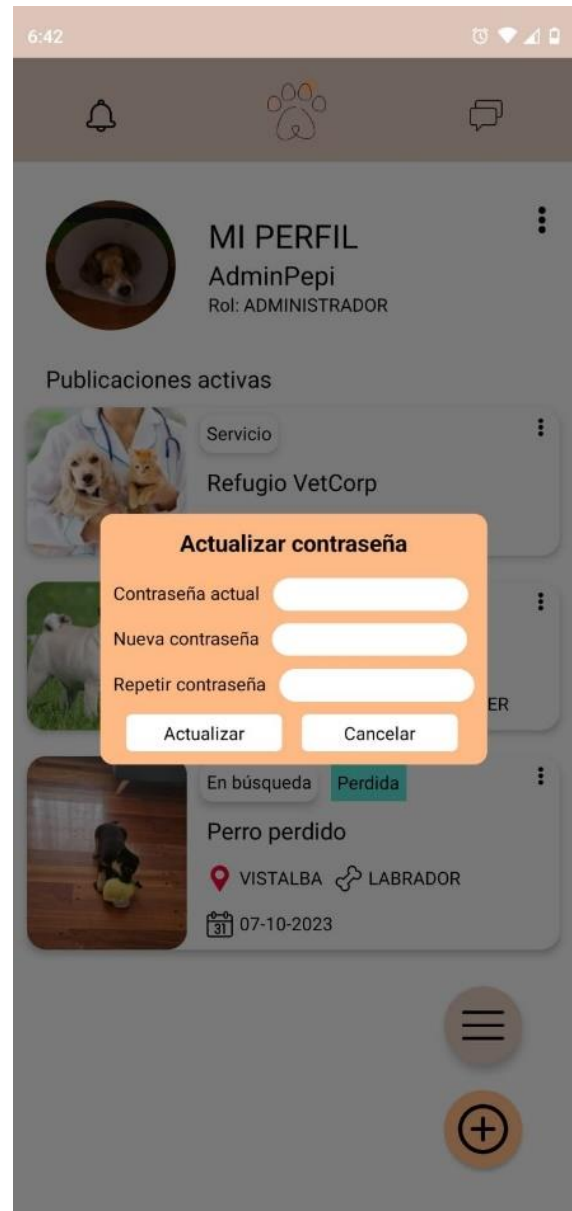 6:42
MI PERFIL
AdminPepi
Rol: ADMINISTRADOR
Publicaciones activas
Servicio
Refugio VetCorp
Actualizar contraseña
Contraseña actual
Nueva contraseña
Repetir contraseña
ER
Actualizar Cancelar
En búsqueda Perdida
Perro perdido
VISTALBA LABRADOR
31 07-10-2023